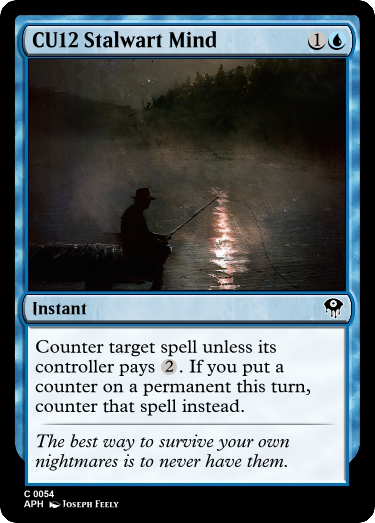 CU12 Stalwart Mind
1
Instant
Counter target spell unless its
controller pays 2. If you put a
counter on a permanent this turn,
counter that spell instead.
The best way to survive your own
nightmares is to never have them.
C 0054
APH Joseph Feely